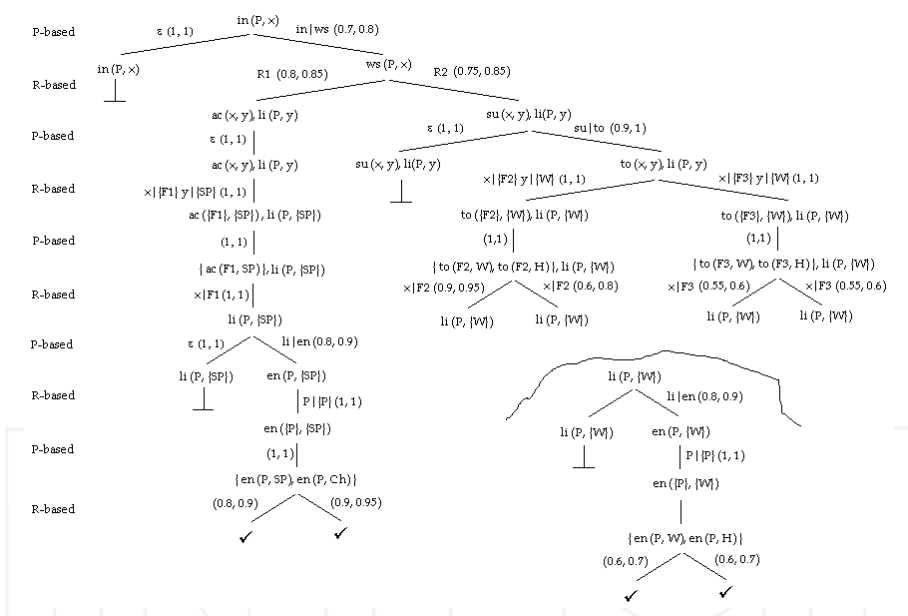 in (P, x)
P-based
ε (1, 1)
in|ws (0.7, 0.8)
in (P, x)
ws (P, x)
R-based
R1 (0.8, 0.85)
R2 (0.75, 0.85)
ac (x, y), li (P, y)
su (x, y), li(P, y)
P-based
ε (1, 1)
ε (1, 1)
su|to (0.9, 1)
ac (x, y), li (P, y)
su (x, y), li(P, y)
to (x, y), li (P, y)
R-based
x|{F1} y|{SP} (1, 1)
x|{F2} y|{W} (1, 1)
x|{F3} y|{W} (1, 1)
ac ({F1}, {SP}), li (P, {SP})
to ({F2}, {W}), li (P, {W})
to ({F3}, {W}), li (P, {W})
P-based
(1, 1)
(1,1)
(1,1)
{ac (F1, SP)}, li (P, {SP})
{to (F2, W), to (F2, H)}, li (P, {W})
{to (F3, W), to (F3, H)}, li (P, {W})
R-based
x|F1(1, 1)
x|F2 (0.9, 0.95)
x|F2 (0.6, 0.8)
x|F3 (0.55, 0.6)
x|F3 (0.55, 0.6)
li (P, {SP})
li (P, {W})
li (P, {W})
li (P, {W})
li (P, {W})
P-based
ε (1, 1)
li|en (0.8, 0.9)
li (P, {SP})
en (P, {SP})
li (P, {W})
R-based
P|{P} (1, 1)
li|en (0.8, 0.9)
en ({P}, {SP})
li (P, {W})
en (P, {W})
P-based
(1, 1)
P|{P} (1, 1)
{en (P, SP), en (P, Ch)}
en ({P}, {W})
R-based
(0.8, 0.9)
(0.9, 0.95)
{en (P, W), en (P, H)}
(0.6, 0.7)
(0.6, 0.7)